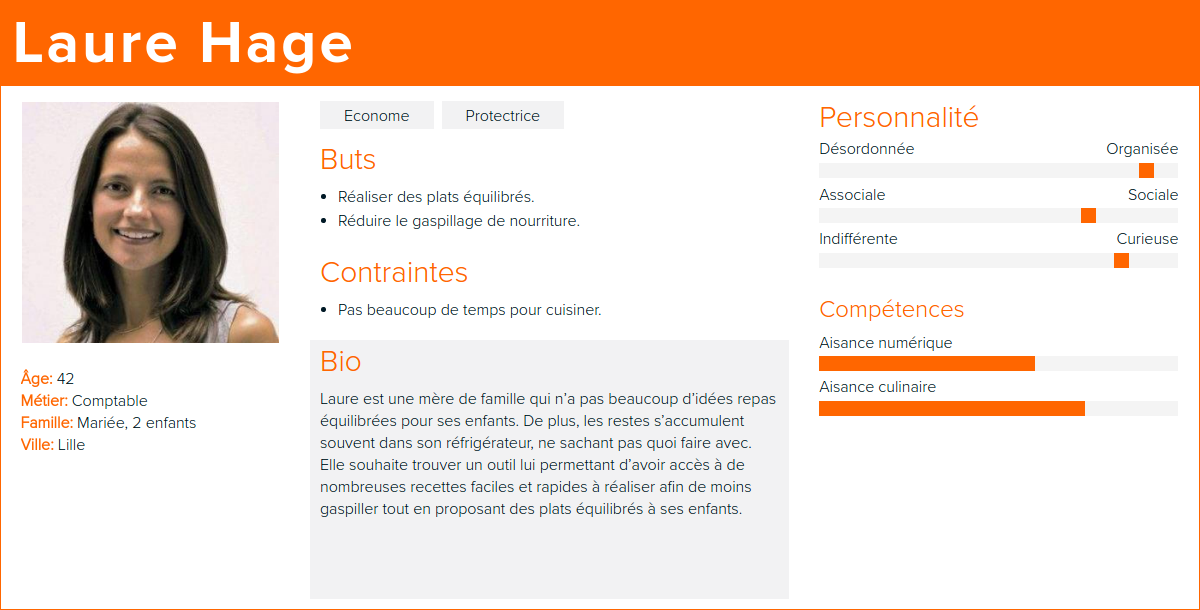 Laure Hage
Âge: 42
Métier: Comptable
Famille: Mariée, 2 enfants
Ville: Lille
Econome
Protectrice
Buts
• Réaliser des plats équilibrés.
• Réduire le gaspillage de nourriture.
Contraintes
• Pas beaucoup de temps pour cuisiner.
Bio
Laure est une mère de famille qui n’a pas beaucoup d’idées repas
équilibrées pour ses enfants. De plus, les restes s’accumulent
souvent dans son réfrigérateur, ne sachant pas quoi faire avec.
Elle souhaite trouver un outil lui permettant d’avoir accès à de
nombreuses recettes faciles et rapides à réaliser afin de moins
gaspiller tout en proposant des plats équilibrés à ses enfants.
Personnalité
Désordonnée Organisée
Associale Sociale
Indifférente Curieuse
Compétences
Aisance numérique
Aisance culinaire